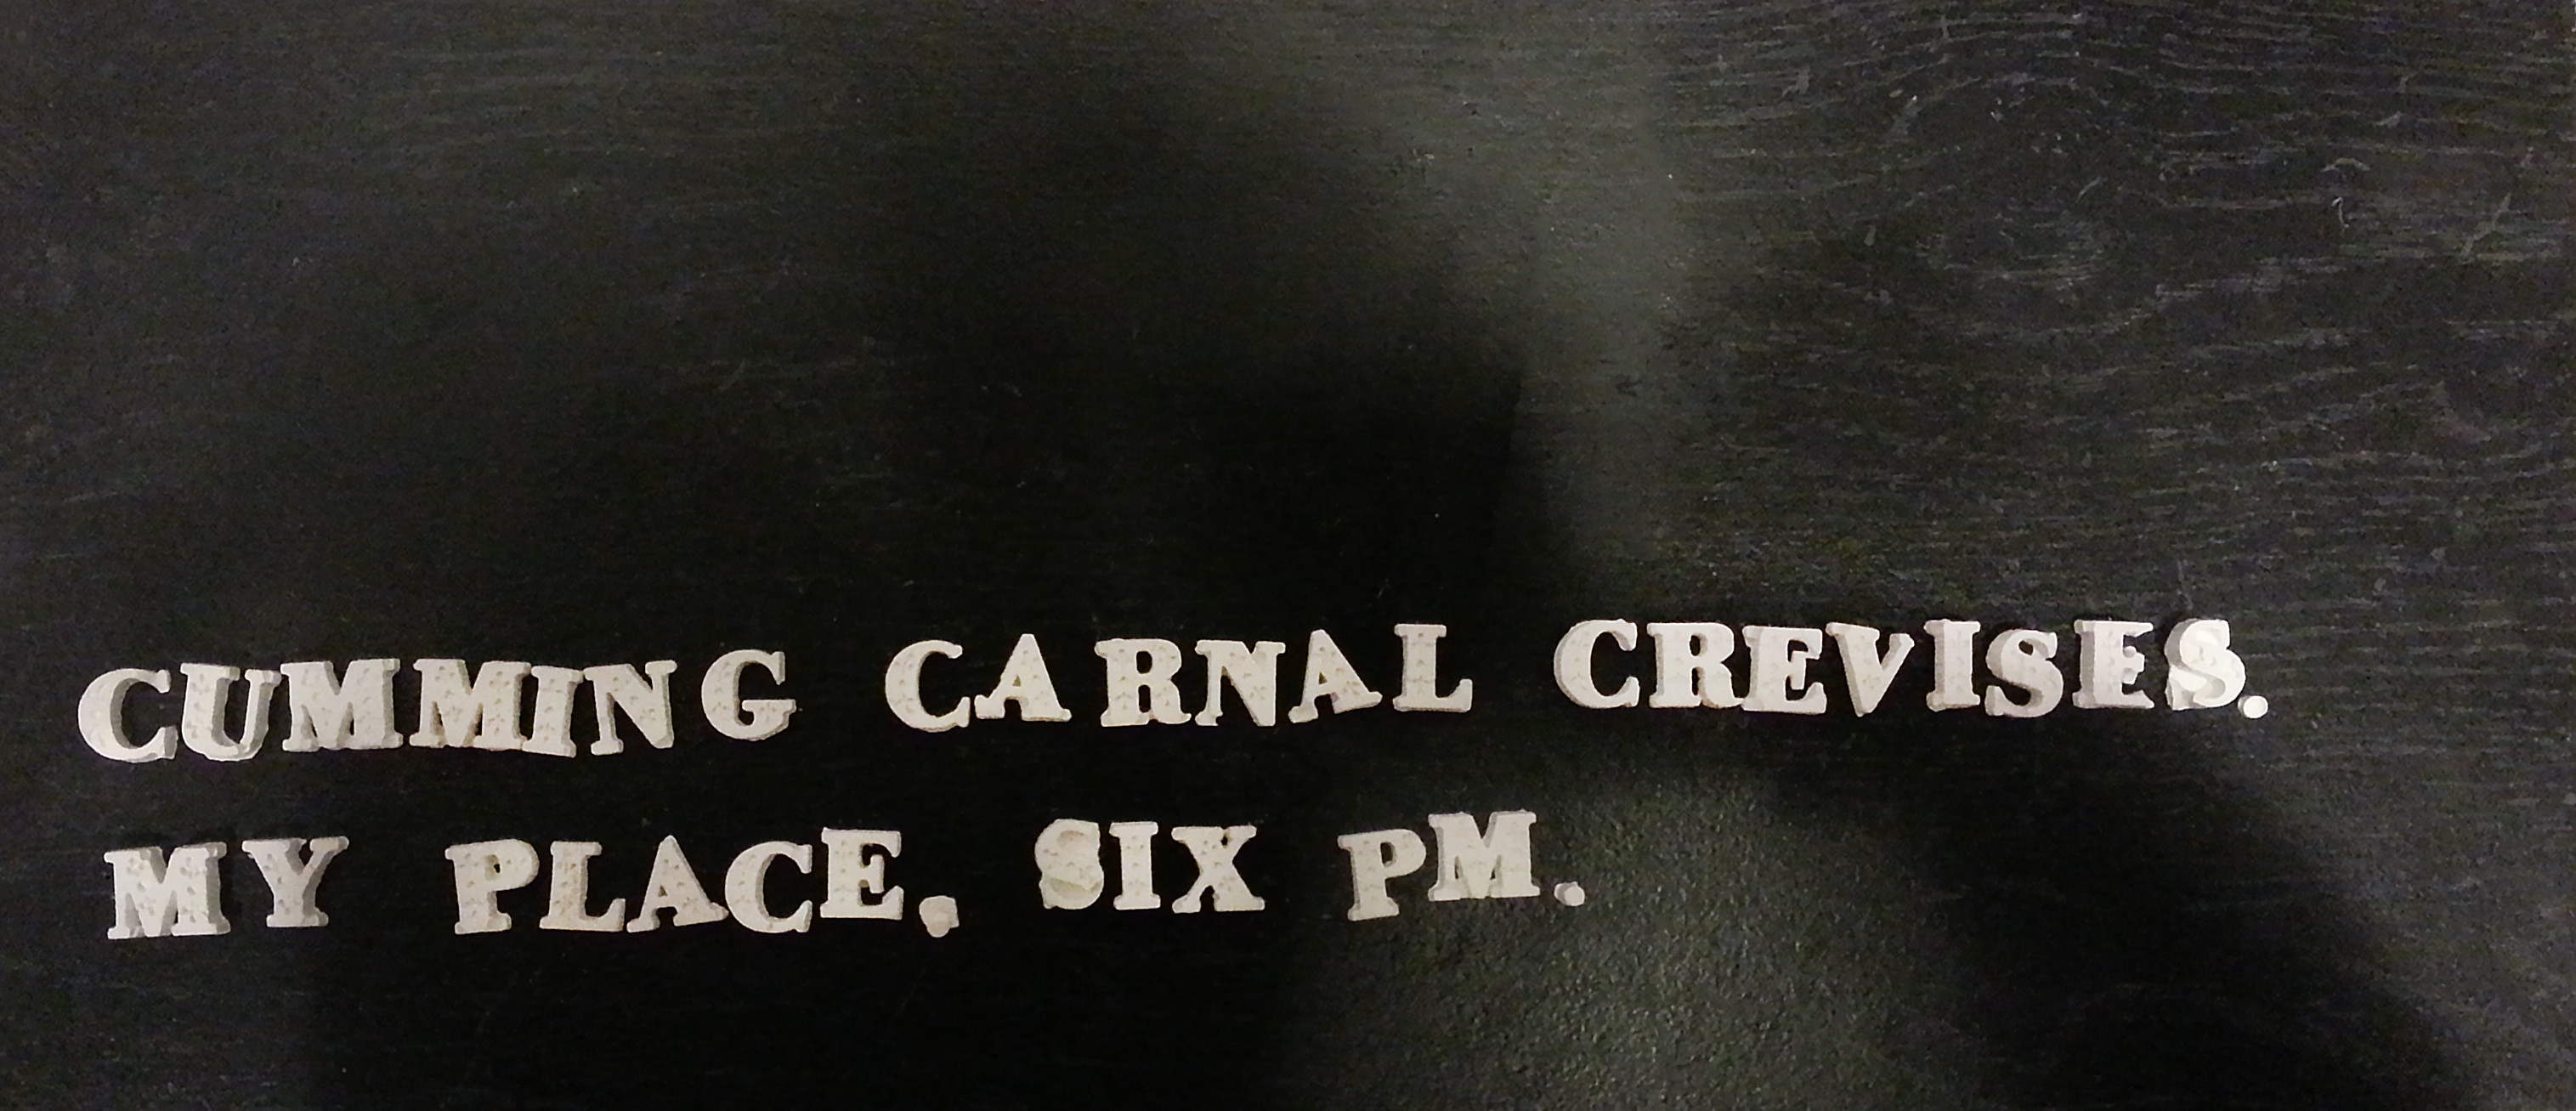 CUMMING CARNAL CREVISES.
MY PLACE. SIX PM.